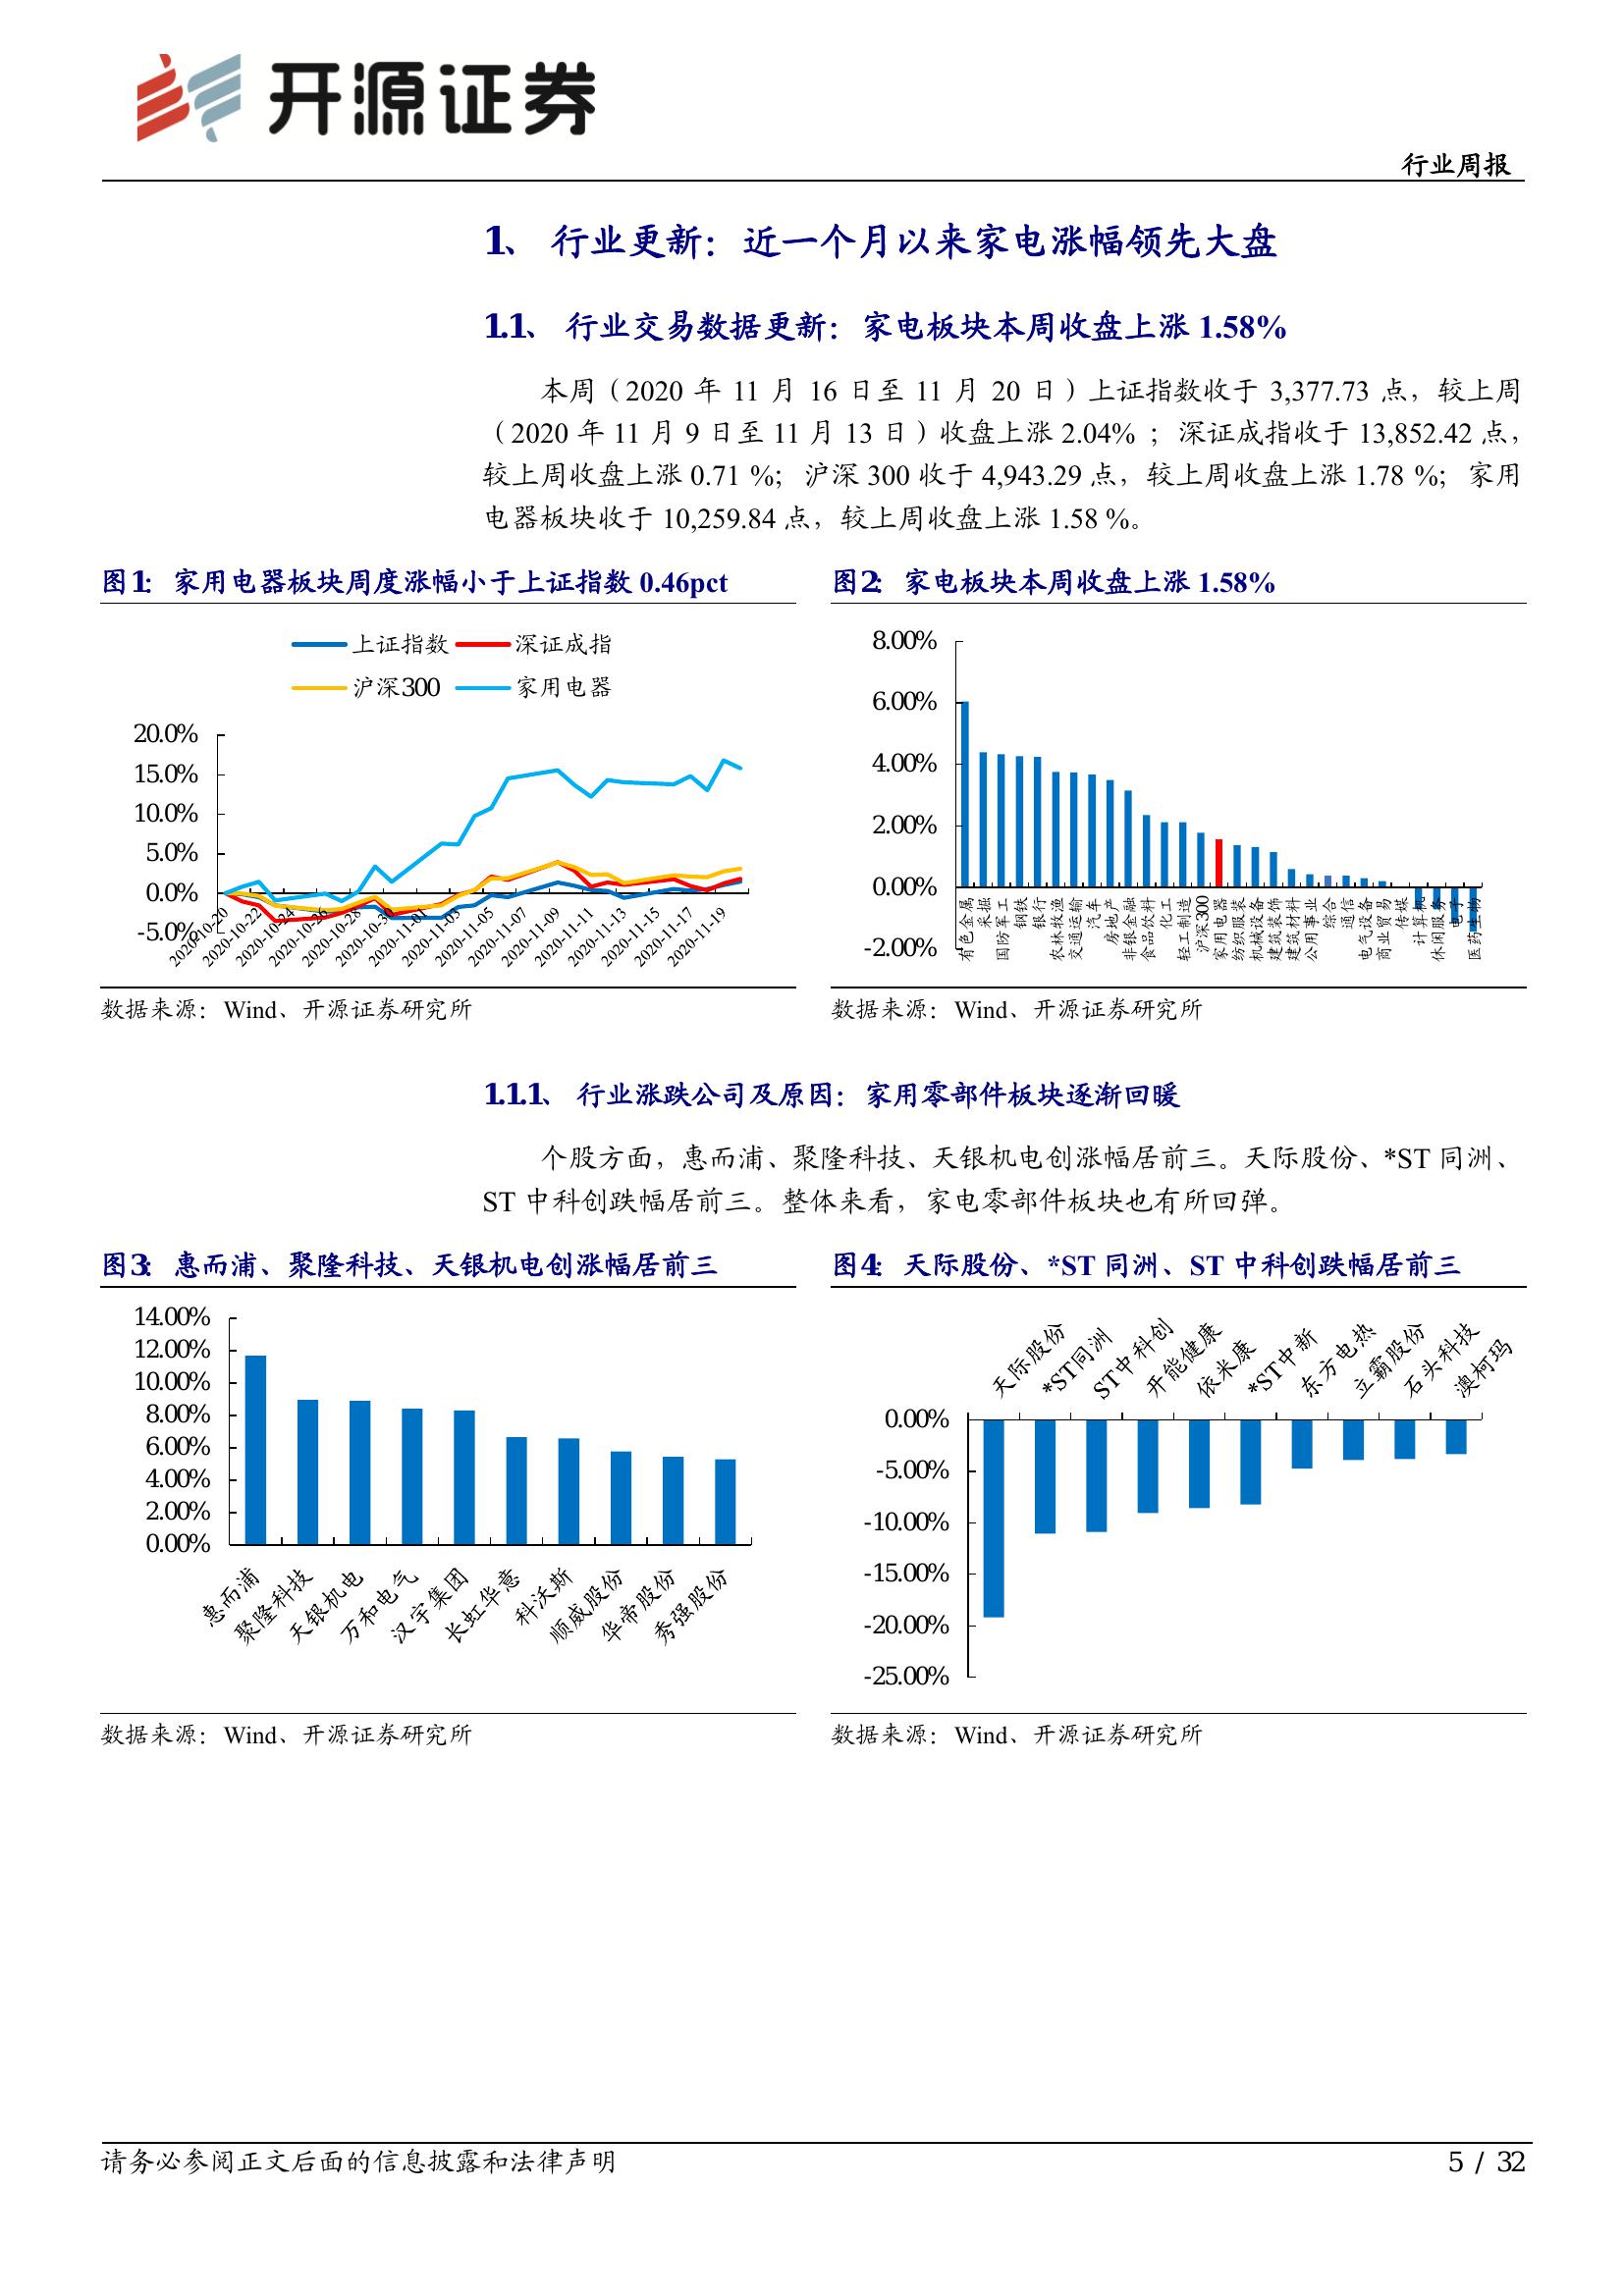 开源证券
行业周报
1、 行业更新：近一个月以来家电涨幅领先大盘
1.1、 行业交易数据更新：家电板块本周收盘上涨 1.58%
本周（2020 年 11 月 16 日至 11 月 20 日）上证指数收于 3,377.73 点，较上周
（2020 年 11 月 9 日至 11 月 13 日）收盘上涨 2.04% ；深证成指收于 13,852.42 点，
较上周收盘上涨 0.71 %；沪深 300 收于 4,943.29 点，较上周收盘上涨 1.78 %；家用
电器板块收于 10,259.84 点，较上周收盘上涨 1.58 %。
图1： 家用电器板块周度涨幅小于上证指数 0.46pct
上证指数 深证成指
沪深300 家用电器
20.0%
15.0%
10.0%
5.0%
0.0%
-5.0%
2020-10-20
2020-10-22
2020-10-24
2020-10-26
2020-10-28
2020-10-30
2020-11-01
2020-11-03
2020-11-05
2020-11-07
2020-11-09
2020-11-11
2020-11-13
2020-11-15
2020-11-17
2020-11-19
数据来源：Wind、开源证券研究所
图2： 家电板块本周收盘上涨 1.58%
8.00%
6.00%
4.00%
2.00%
0.00%
-2.00%
有色金属
采掘
国防军工
钢铁
银行
农林牧渔
交通运输
汽车
房地产
非银金融
食品饮料
化工
轻工制造
沪深300
家用电器
纺织服装
机械设备
建筑装饰
建筑材料
公用事业
综合
通信
电气设备
商业贸易
传媒
计算机
休闲服务
电子
医药生物
数据来源：Wind、开源证券研究所
1.1.1、 行业涨跌公司及原因：家用零部件板块逐渐回暖
个股方面，惠而浦、聚隆科技、天银机电创涨幅居前三。天际股份、*ST 同洲、
ST 中科创跌幅居前三。整体来看，家电零部件板块也有所回弹。
图3： 惠而浦、聚隆科技、天银机电创涨幅居前三
14.00%
12.00%
10.00%
8.00%
6.00%
4.00%
2.00%
0.00%
惠而浦
聚隆科技
天银机电
万和电气
汉宇集团
长虹华意
科沃斯
顺威股份
华帝股份
秀强股份
数据来源：Wind、开源证券研究所
图4： 天际股份、*ST 同洲、ST 中科创跌幅居前三
天际股份
*ST同洲
ST中科创
开能健康
依米康
*ST中新
东方电热
立霸股份
石头科技
澳柯玛
0.00%
-5.00%
-10.00%
-15.00%
-20.00%
-25.00%
数据来源：Wind、开源证券研究所
请务必参阅正文后面的信息披露和法律声明
5 / 32